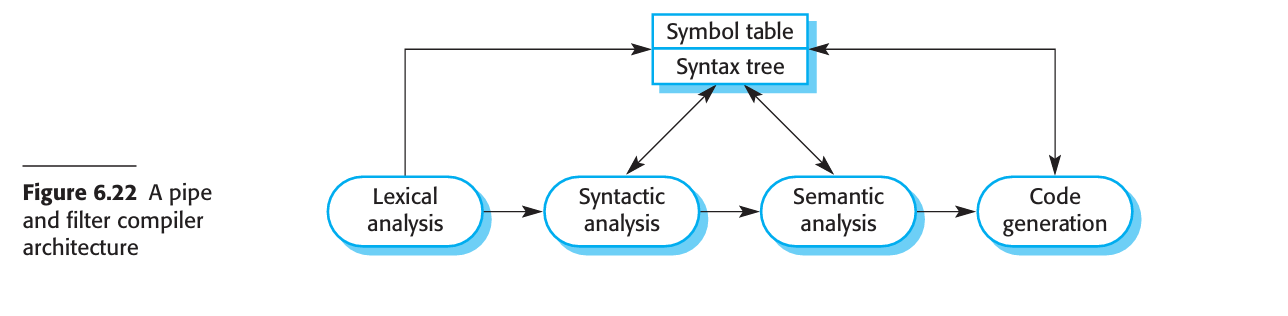 Symbol table
Syntax tree
Figure 6.22 A pipe
and filter compiler
architecture
Lexical
analysis
Syntactic
analysis
Semantic
analysis
Code
generation